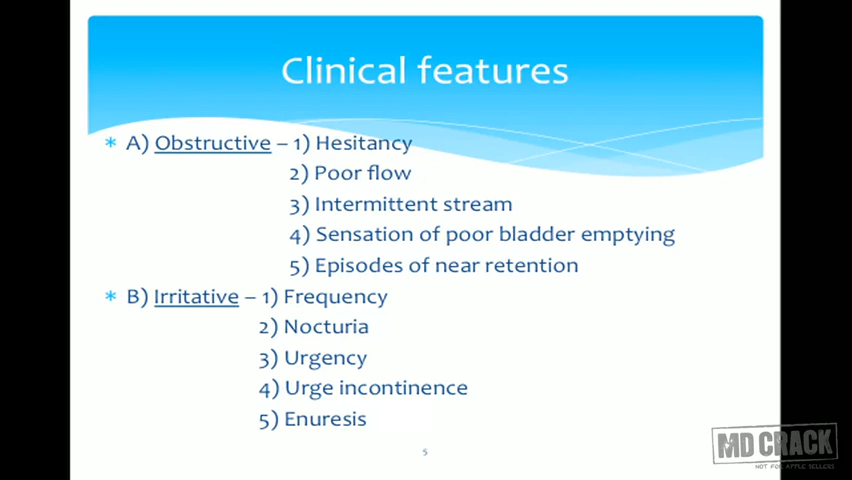 Clinical features
* A) Obstructive – 1) Hesitancy
2) Poor flow
3) Intermittent stream
4) Sensation of poor bladder emptying
5) Episodes of near retention
* B) Irritative – 1) Frequency
2) Nocturia
3) Urgency
4) Urge incontinence
5) Enuresis
5
MD CRACK
NOT FOR APPLE SELLERS